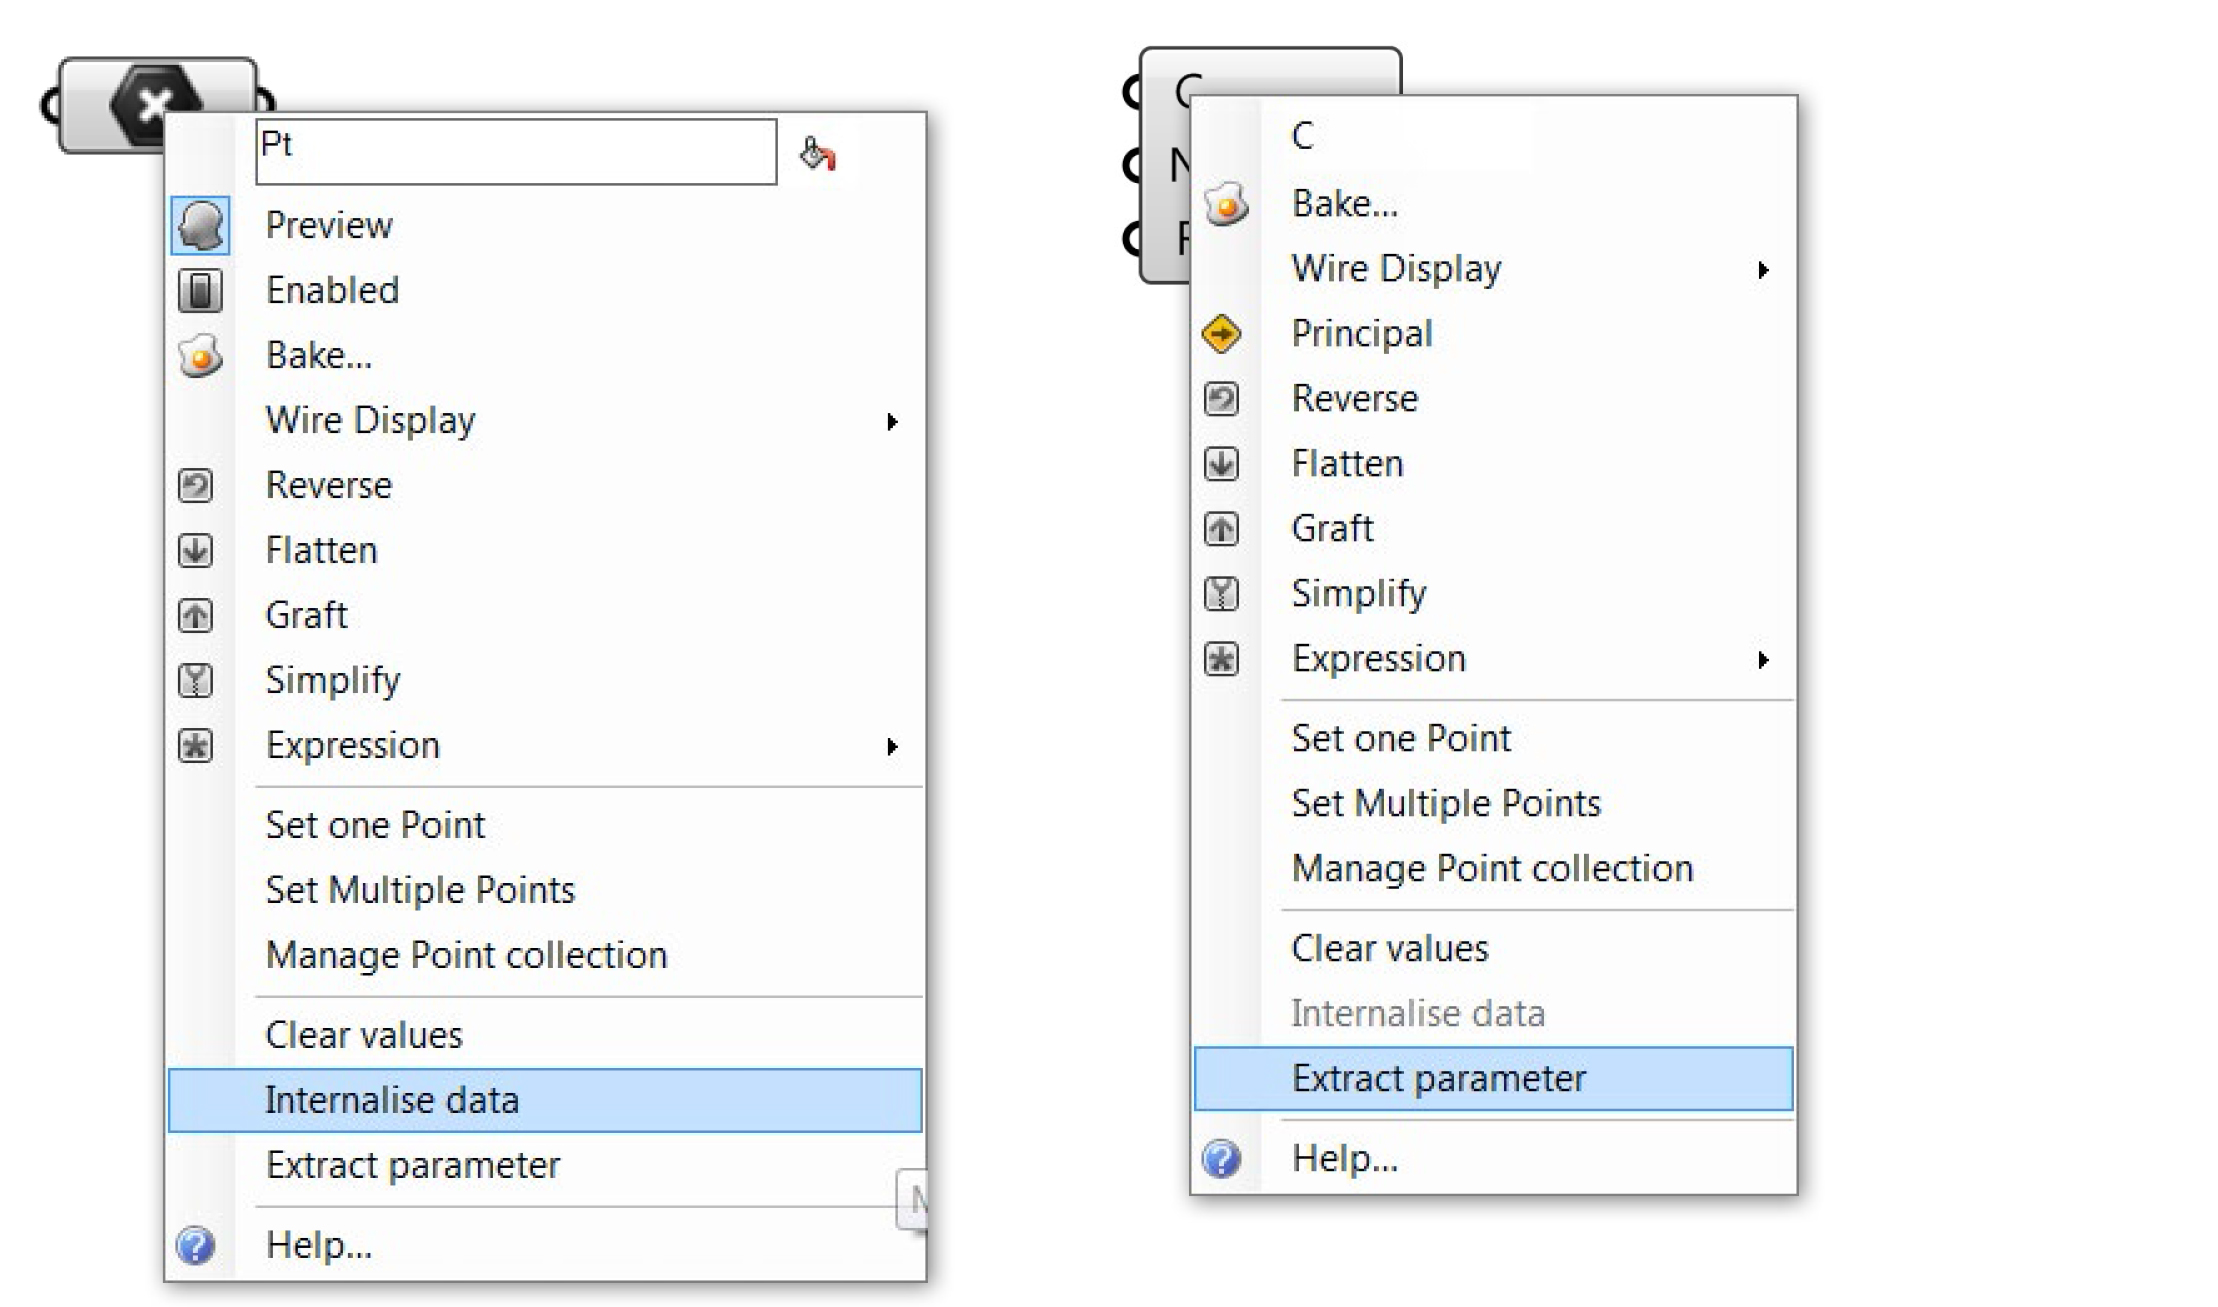 Pt
Preview
Enabled
Bake...
Wire Display
Reverse
Flatten
Graft
Simplify
Expression
Set one Point
Set Multiple Points
Manage Point collection
Clear values
Internalise data
Extract parameter
Help...
N
C
Bake...
Wire Display
Principal
Reverse
Flatten
Graft
Simplify
Expression
Set one Point
Set Multiple Points
Manage Point collection
Clear values
Internalise data
Extract parameter
Help...